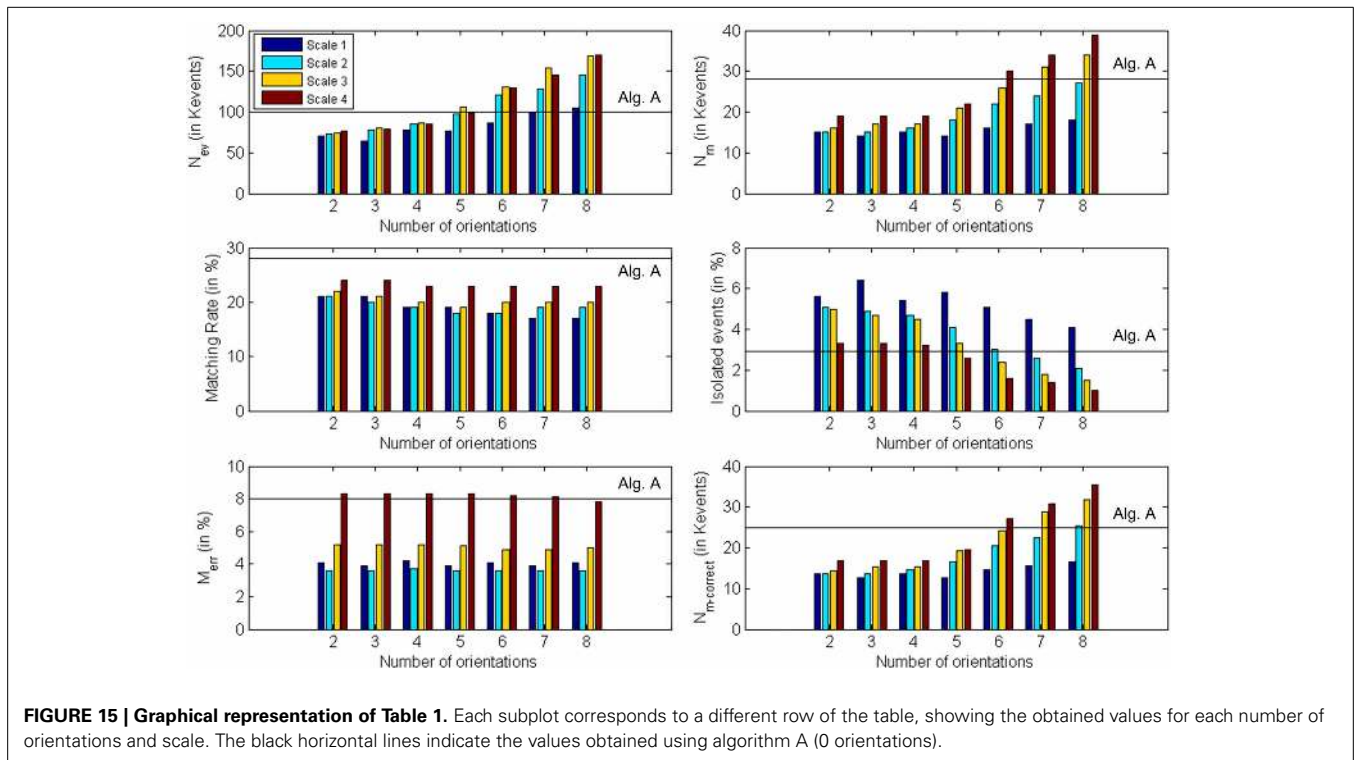 200
150
100
50
0
N_ev (in Kevents)
Scale 1
Scale 2
Scale 3
Scale 4
Alg. A
2 3 4 5 6 7 8
Number of orientations
40
30
20
10
0
N_m (in Kevents)
Alg. A
2 3 4 5 6 7 8
Number of orientations
30
20
10
0
Matching Rate (in %)
Alg. A
2 3 4 5 6 7 8
Number of orientations
8
6
4
2
0
Isolated events (in %)
Alg. A
2 3 4 5 6 7 8
Number of orientations
10
8
6
4
2
0
M_err (in %)
Alg. A
2 3 4 5 6 7 8
Number of orientations
40
30
20
10
0
N_m-correct (in Kevents)
Alg. A
2 3 4 5 6 7 8
Number of orientations
FIGURE 15 | Graphical representation of Table 1. Each subplot corresponds to a different row of the table, showing the obtained values for each number of
orientations and scale. The black horizontal lines indicate the values obtained using algorithm A (0 orientations).